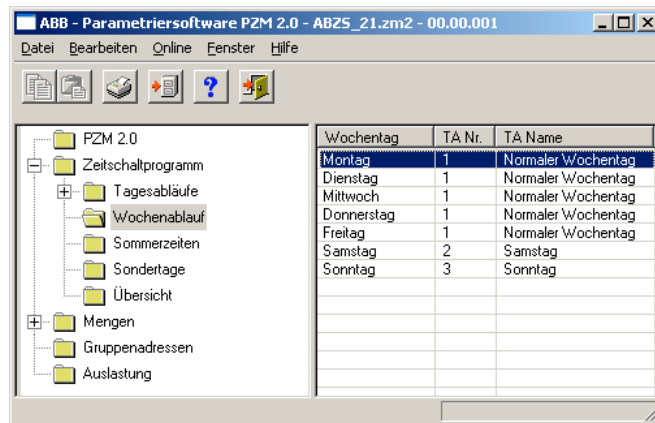 ABB - Parametriersoftware PZM 2.0 - ABZS_21.zm2 - 00.00.001
Datei Bearbeiten Online Fenster Hilfe
PZM 2.0
Zeitschaltprogramm
Tagesabläufe
Wochenablauf
Sommerzeiten
Sondertage
Übersicht
Mengen
Gruppenadressen
Auslastung
Wochentag TA Nr. TA Name
Montag 1 Normaler Wochentag
Dienstag 1 Normaler Wochentag
Mittwoch 1 Normaler Wochentag
Donnerstag 1 Normaler Wochentag
Freitag 1 Normaler Wochentag
Samstag 2 Samstag
Sonntag 3 Sonntag